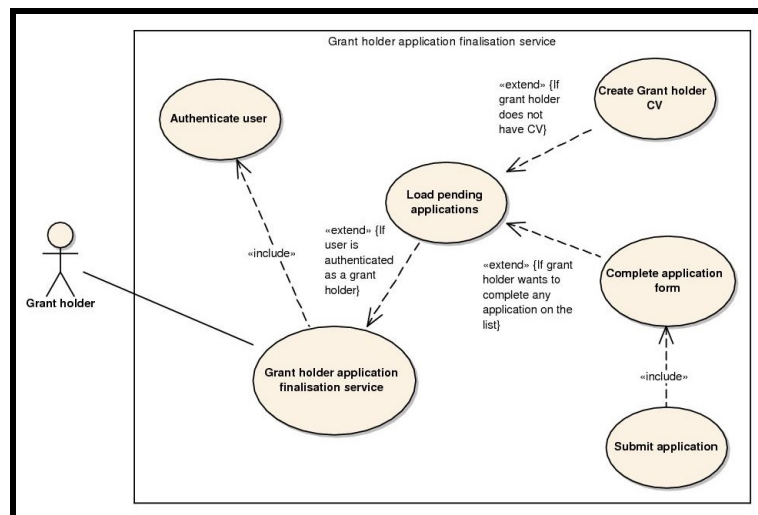 Grant holder application finalisation service
Authenticate user
«extend» {If
grant holder
does not
have CV}
Create Grant holder
CV
Load pending
applications
«extend» {If
user is
authenticated
as a grant
holder}
«include»
«extend» {If grant
holder wants to
complete any
application on the
list}
Complete application
form
Grant holder
Grant holder application
finalisation service
«include»
Submit application